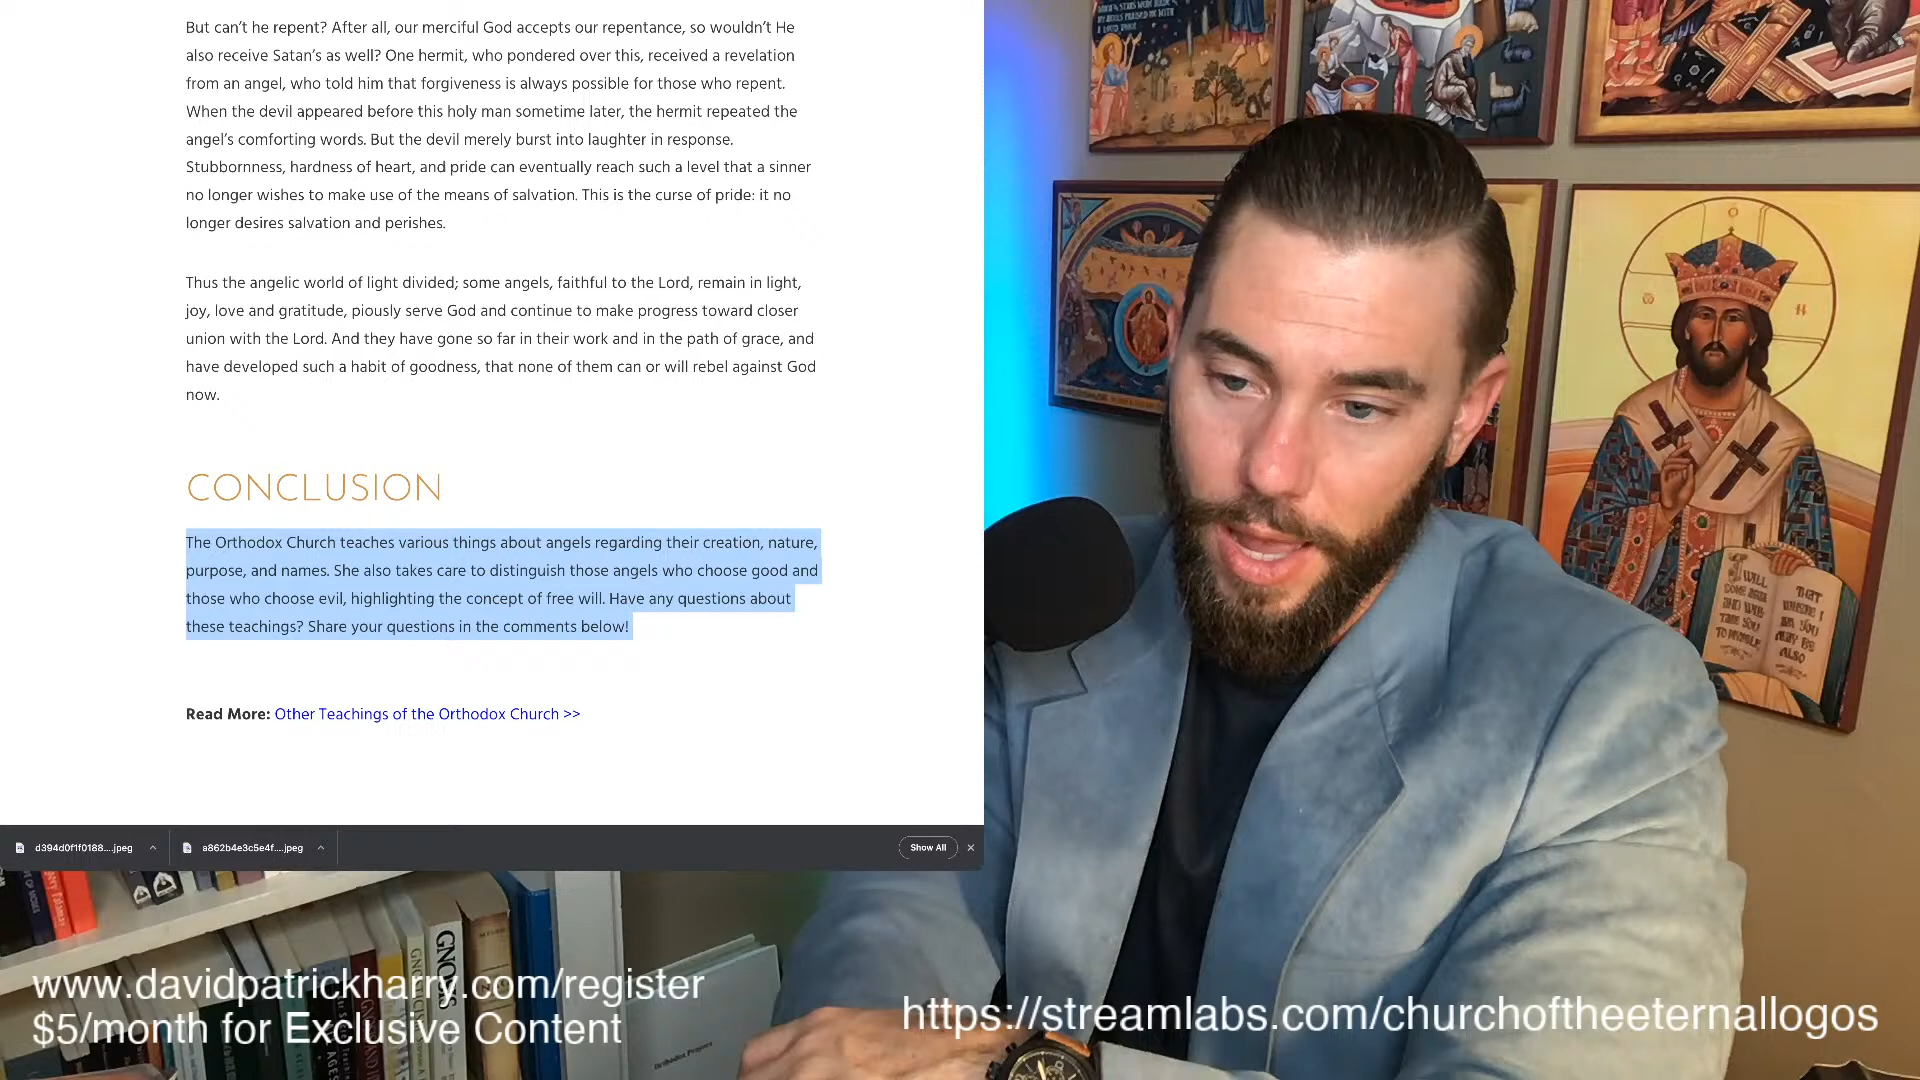 But can’t he repent? After all, our merciful God accepts our repentance, so wouldn’t He
also receive Satan’s as well? One hermit, who pondered over this, received a revelation
from an angel, who told him that forgiveness is always possible for those who repent.
When the devil appeared before this holy man sometime later, the hermit repeated the
angel’s comforting words. But the devil merely burst into laughter in response.
Stubbornness, hardness of heart, and pride can eventually reach such a level that a sinner
no longer wishes to make use of the means of salvation. This is the curse of pride: it no
longer desires salvation and perishes.
Thus the angelic world of light divided; some angels, faithful to the Lord, remain in light,
joy, love and gratitude, piously serve God and continue to make progress toward closer
union with the Lord. And they have gone so far in their work and in the path of grace, and
have developed such a habit of goodness, that none of them can or will rebel against God
now.
CONCLUSION
The Orthodox Church teaches various things about angels regarding their creation, nature,
purpose, and names. She also takes care to distinguish those angels who choose good and
those who choose evil, highlighting the concept of free will. Have any questions about
these teachings? Share your questions in the comments below!
Read More: Other Teachings of the Orthodox Church >>
d394d0f1f0188....jpeg
a862b4e3c5e4f....jpeg
Show All
I WILL
COME AGAIN
AND WILL
TAKE YOU
TO MYSELF
THAT
WHERE I
AM YOU
MAY BE
ALSO
GNOSIS
Orthodox Prayers
www.davidpatrickharry.com/register
$5/month for Exclusive Content
https://streamlabs.com/churchoftheeternallogos